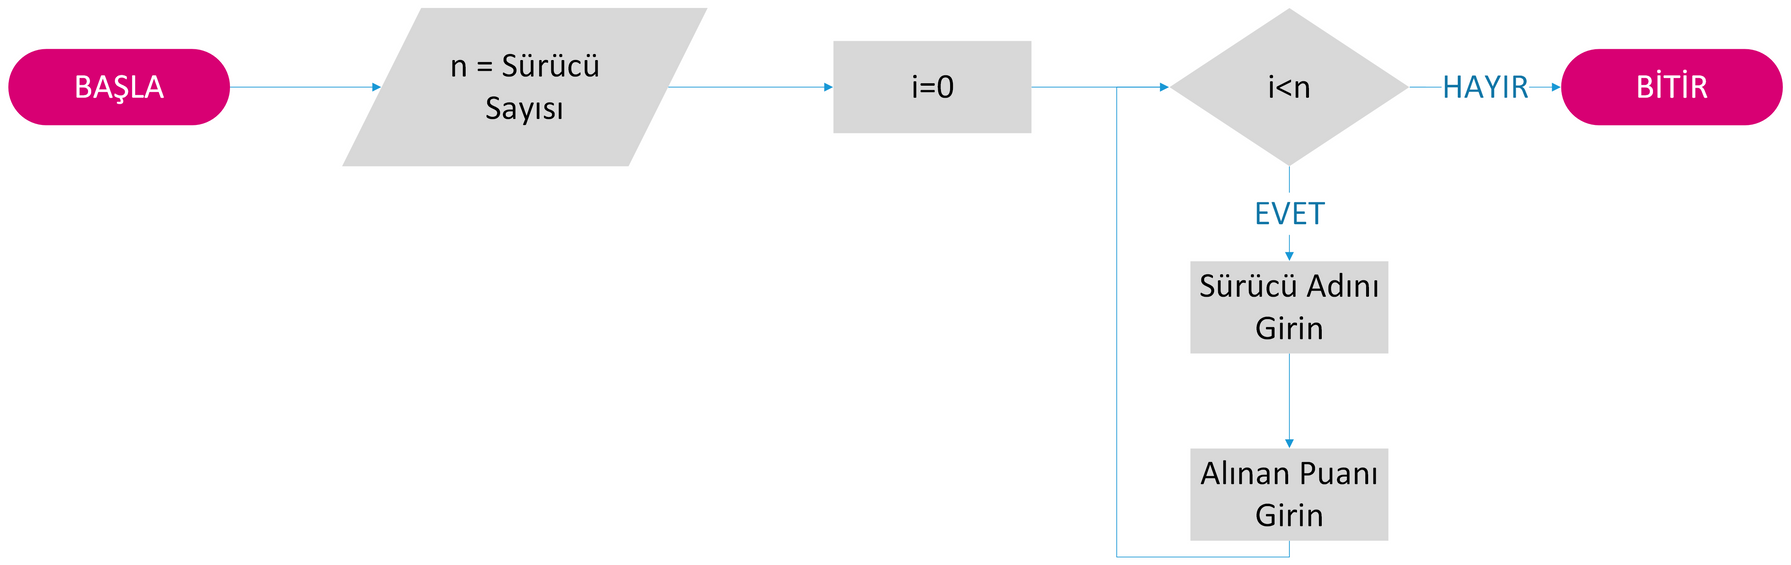 BAŞLA
n = Sürücü
Sayısı
i=0
i<n
HAYIR
BİTİR
EVET
Sürücü Adını
Girin
Alınan Puanı
Girin